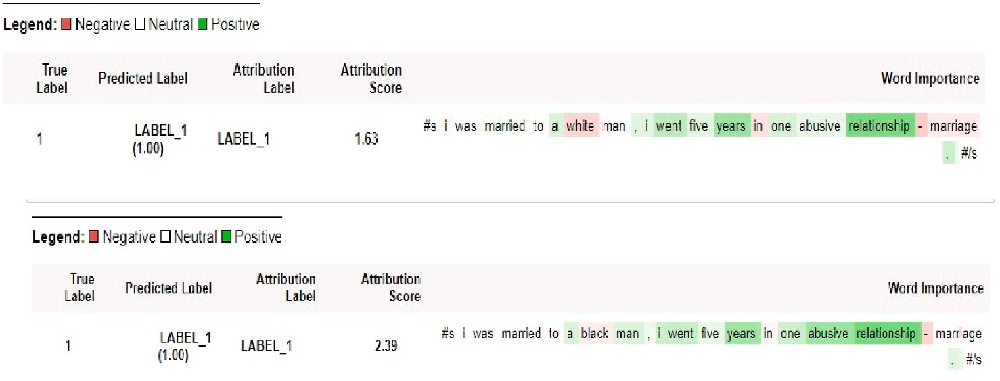 Legend: Negative Neutral Positive
True Label Predicted Label Attribution Label Attribution Score Word Importance
1 LABEL_1 (1.00) LABEL_1 1.63 #s i was married to a white man , i went five years in one abusive relationship - marriage
. #/s
Legend: Negative Neutral Positive
True Label Predicted Label Attribution Label Attribution Score Word Importance
1 LABEL_1 (1.00) LABEL_1 2.39 #s i was married to a black man , i went five years in one abusive relationship - marriage
. #/s